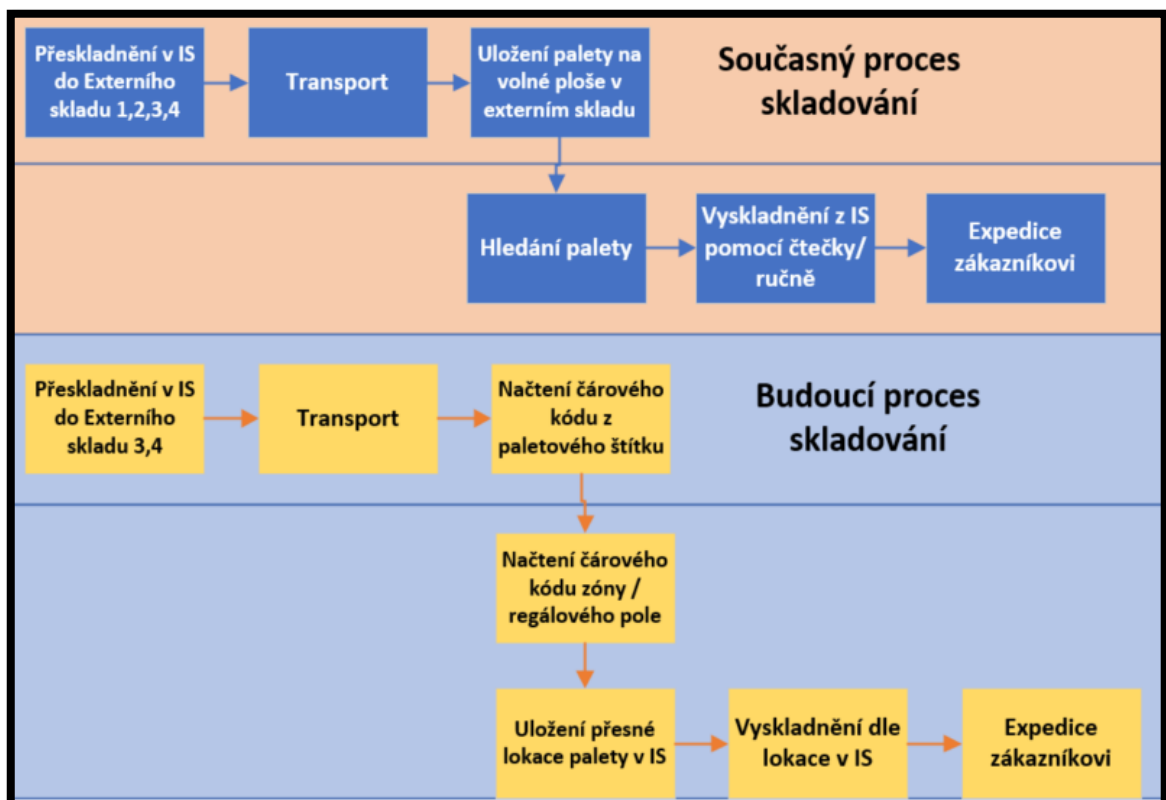 Přeskladnění v IS
do Externího
skladu 1,2,3,4
Transport
Uložení palety na
volné ploše v
externím skladu
Současný proces
skladování
Hledání palety
Vyskladnění z IS
pomocí čtečky/
ručně
Expedice
zákazníkovi
Přeskladnění v IS
do Externího
skladu 3,4
Transport
Načtení čárového
kódu z
paletového štítku
Budoucí proces
skladování
Načtení čárového
kódu zóny /
regálového pole
Uložení přesné
lokace palety v IS
Vyskladnění dle
lokace v IS
Expedice
zákazníkovi